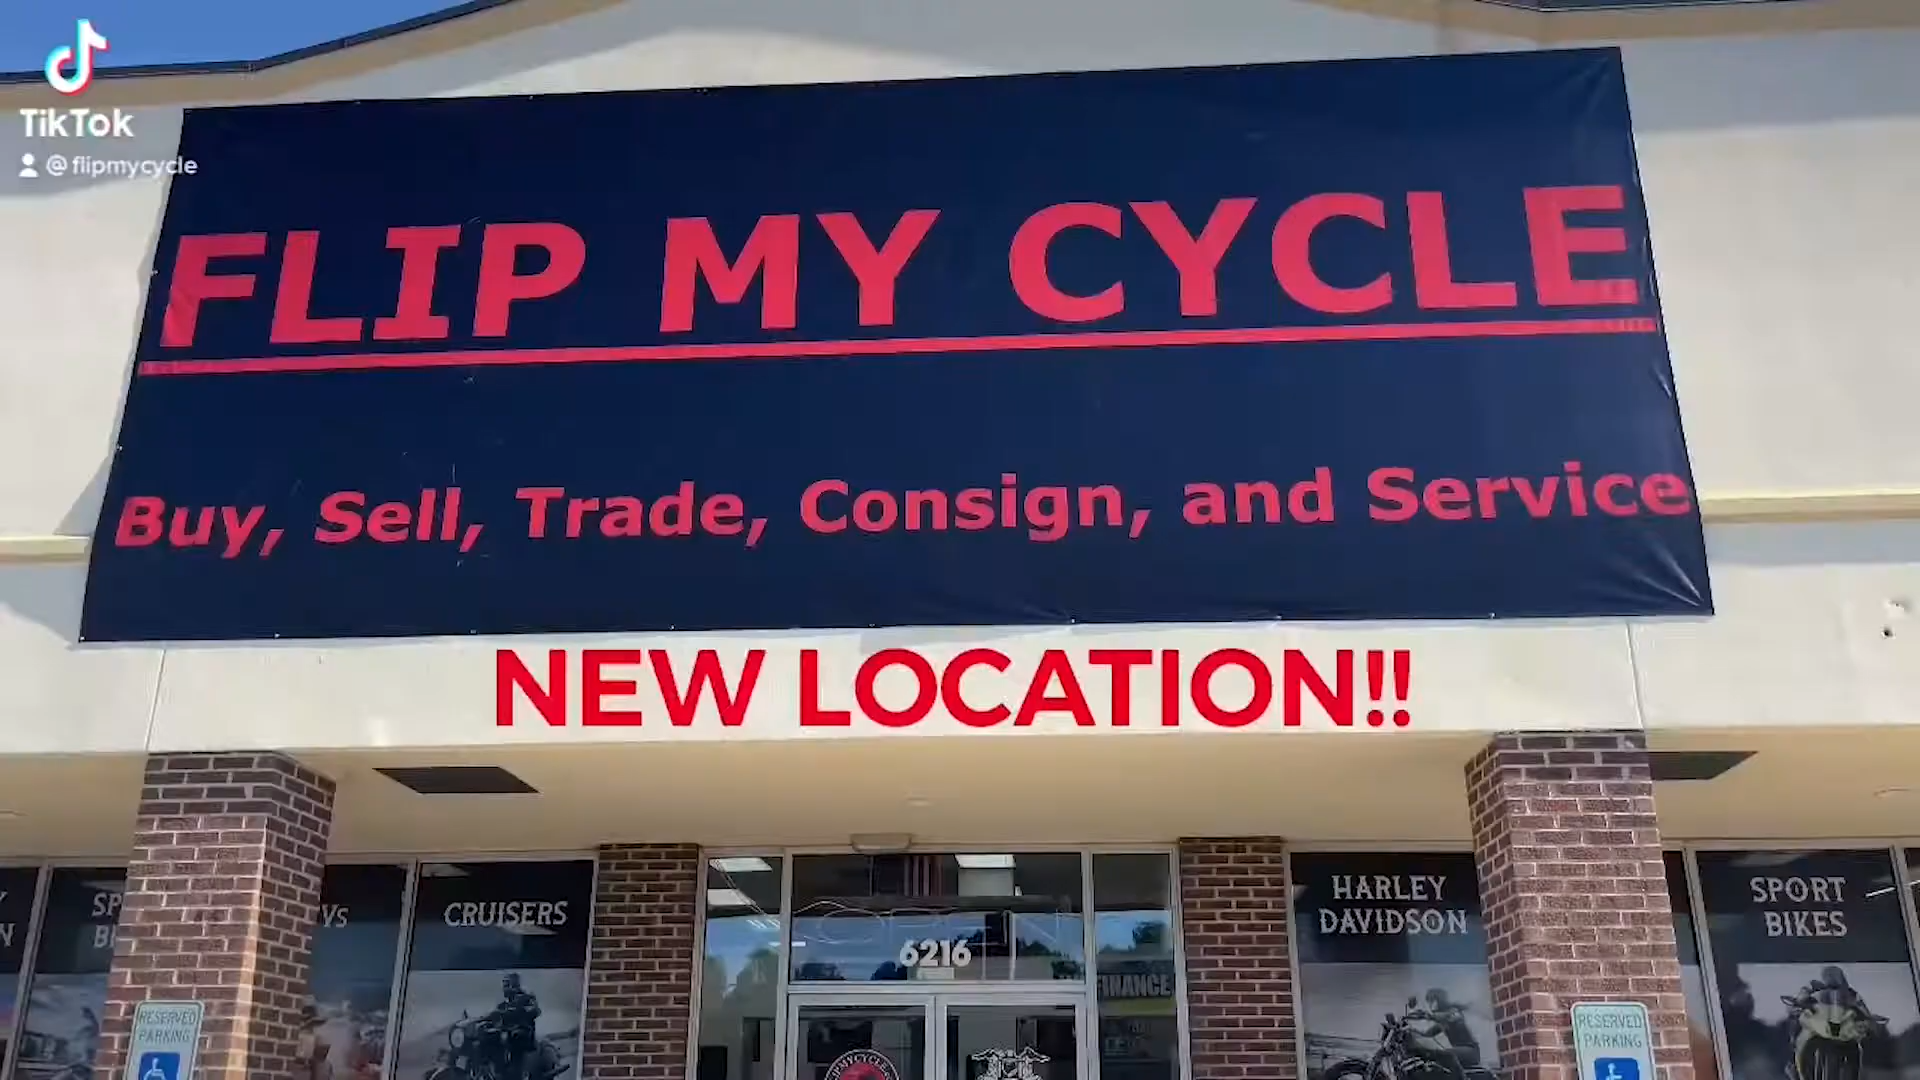 TikTok
@flipmycycle
FLIP MY CYCLE
Buy, Sell, Trade, Consign, and Service
NEW LOCATION!!
CRUISERS
6216
FINANCE
HARLEY
DAVIDSON
SPORT
BIKES
RESERVED
PARKING
RESERVED
PARKING